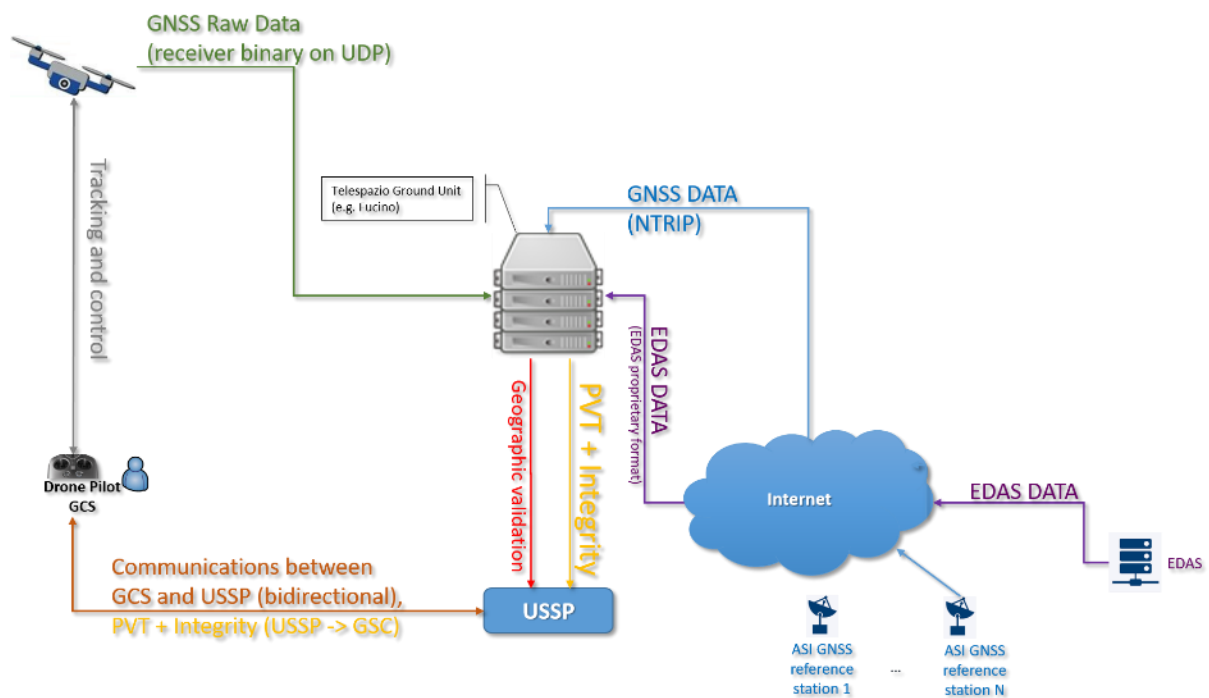 GNSS Raw Data
(receiver binary on UDP)
Tracking and control
Telespazio Ground Unit
(e.g. Fucino)
GNSS DATA
(NTRIP)
EDAS DATA
(EDAS proprietary format)
Geographic validation
PVT + Integrity
Internet
EDAS DATA
EDAS
Drone Pilot
GCS
Communications between
GCS and USSP (bidirectional),
PVT + Integrity (USSP -> GSC)
USSP
ASI GNSS
reference
station 1
...
ASI GNSS
reference
station N